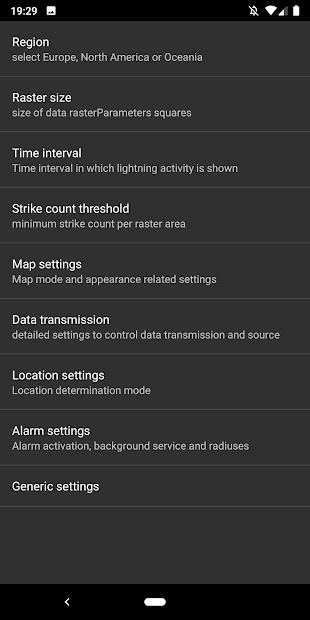 19:29
Region
select Europe, North America or Oceania
Raster size
size of data rasterParameters squares
Time interval
Time interval in which lightning activity is shown
Strike count threshold
minimum strike count per raster area
Map settings
Map mode and appearance related settings
Data transmission
detailed settings to control data transmission and source
Location settings
Location determination mode
Alarm settings
Alarm activation, background service and radiuses
Generic settings